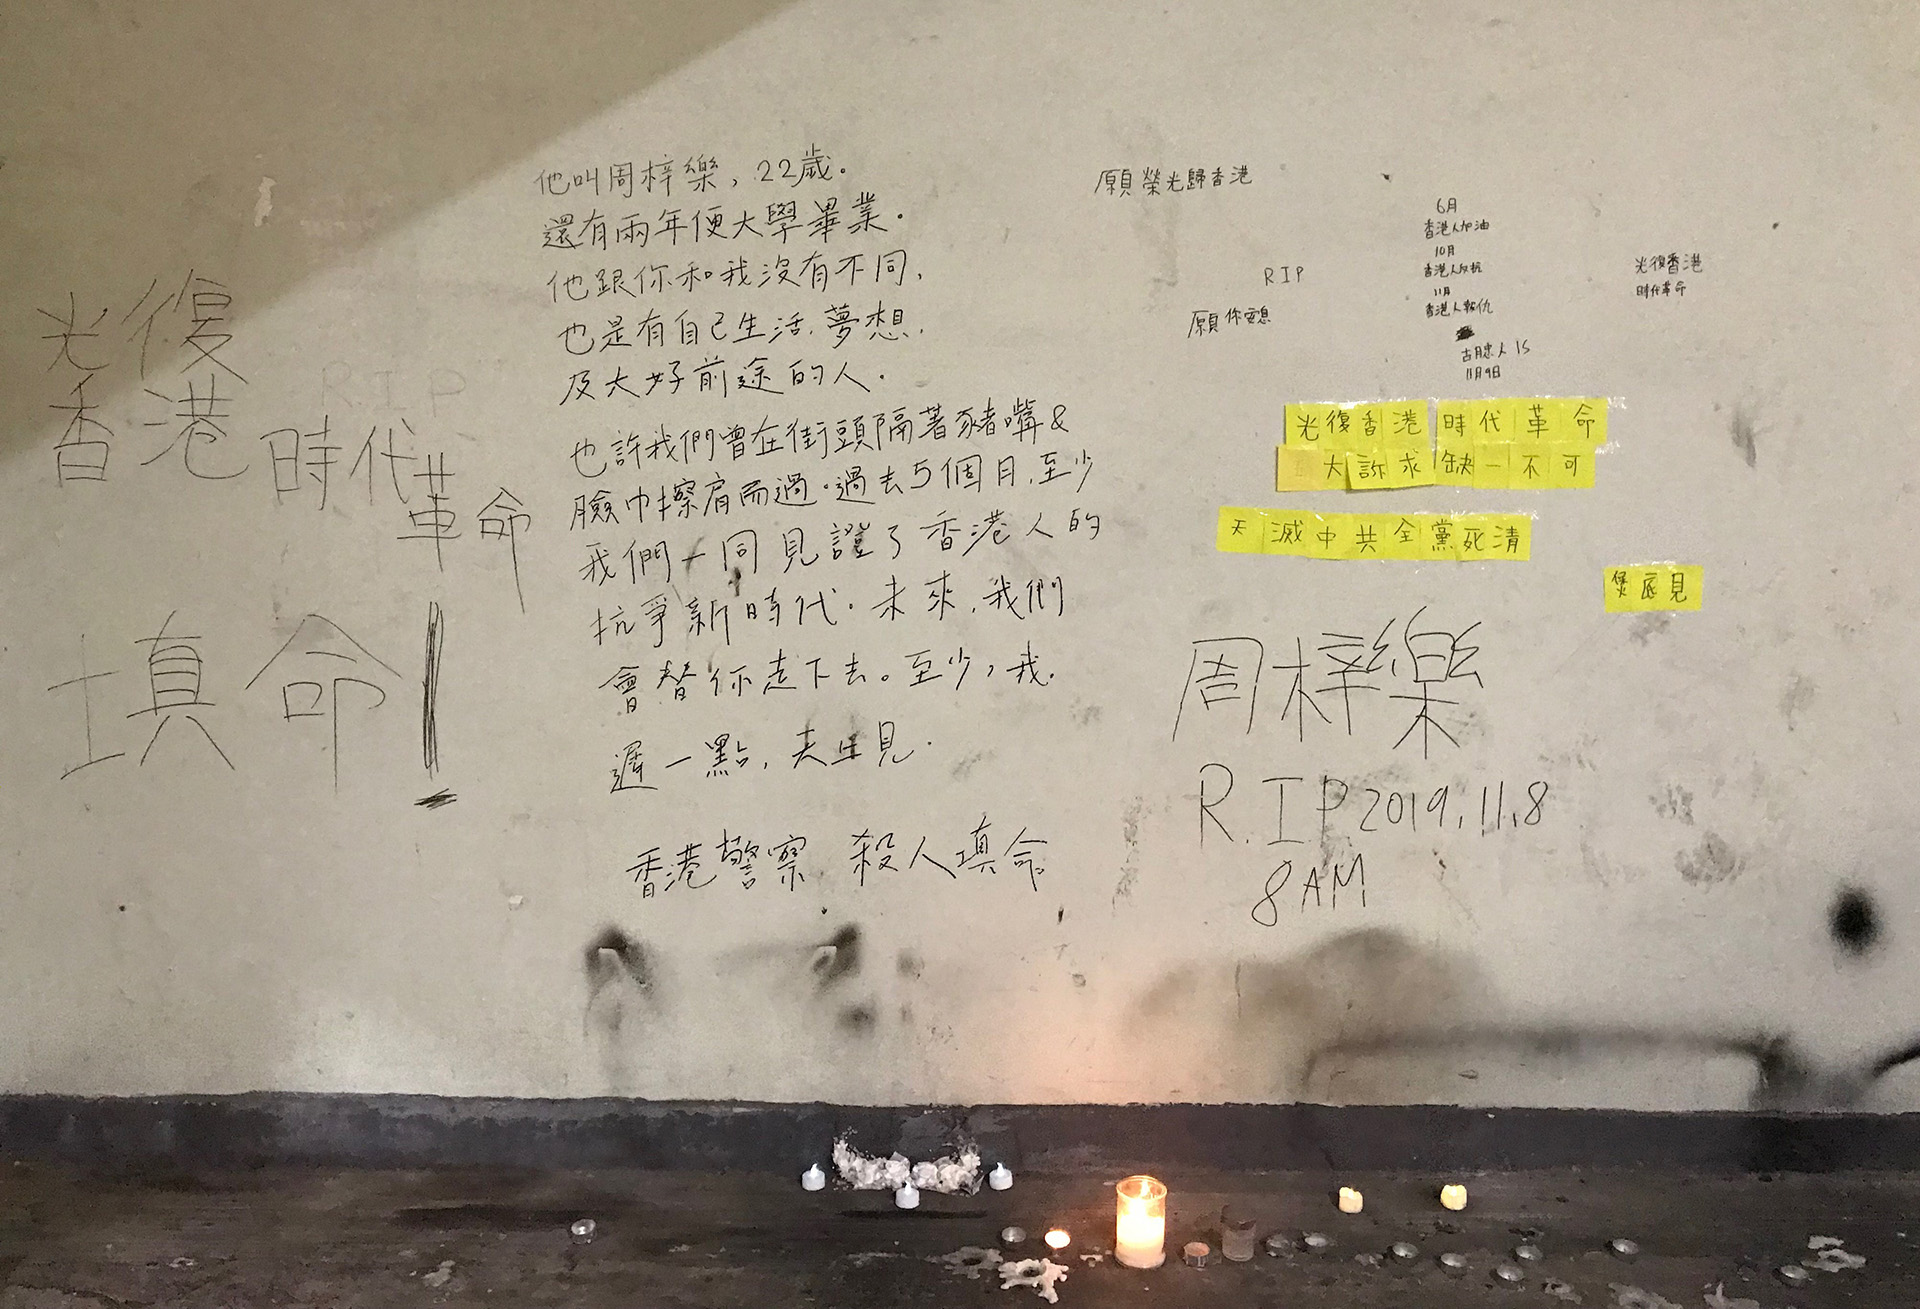 光復
香港
時代
革命
填命!
R.I.P
他叫周梓樂, 22歲.
還有兩年便大學畢業.
他跟你和我沒有不同,
也是有自己生活,夢想,
及大好前途的人.
也許我們曾在街頭隔著豬嘴&
臉巾擦肩而過.過去5個月,至少
我們一同見證了香港人的
抗爭新時代.未來,我們
會替你走下去。至少,我.
遲一點,天上見.
香港警察 殺人填命
願榮光歸香港
RIP
願你安息
6月
香港人加油
10月
香港人反抗
11月
香港人報仇
古月忠人 15
11月9日
光復香港
時代革命
光復香港 時代革命
大訴求缺一不可
天滅中共全黨死清
煲底見
周梓樂
R.I.P 2019.11.8
8AM